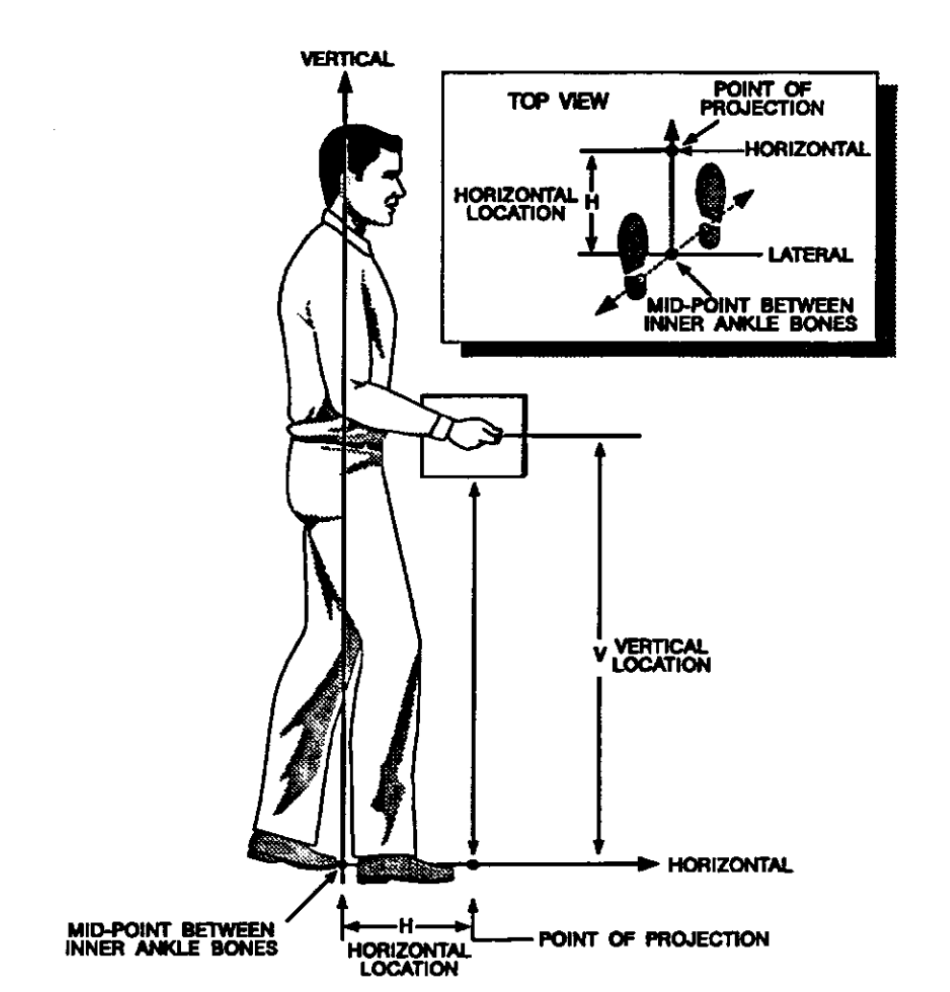 VERTICAL
TOP VIEW
POINT OF
PROJECTION
HORIZONTAL
HORIZONTAL
LOCATION
H
LATERAL
MID-POINT BETWEEN
INNER ANKLE BONES
V
VERTICAL
LOCATION
HORIZONTAL
MID-POINT BETWEEN
INNER ANKLE BONES
H
HORIZONTAL
LOCATION
POINT OF PROJECTION